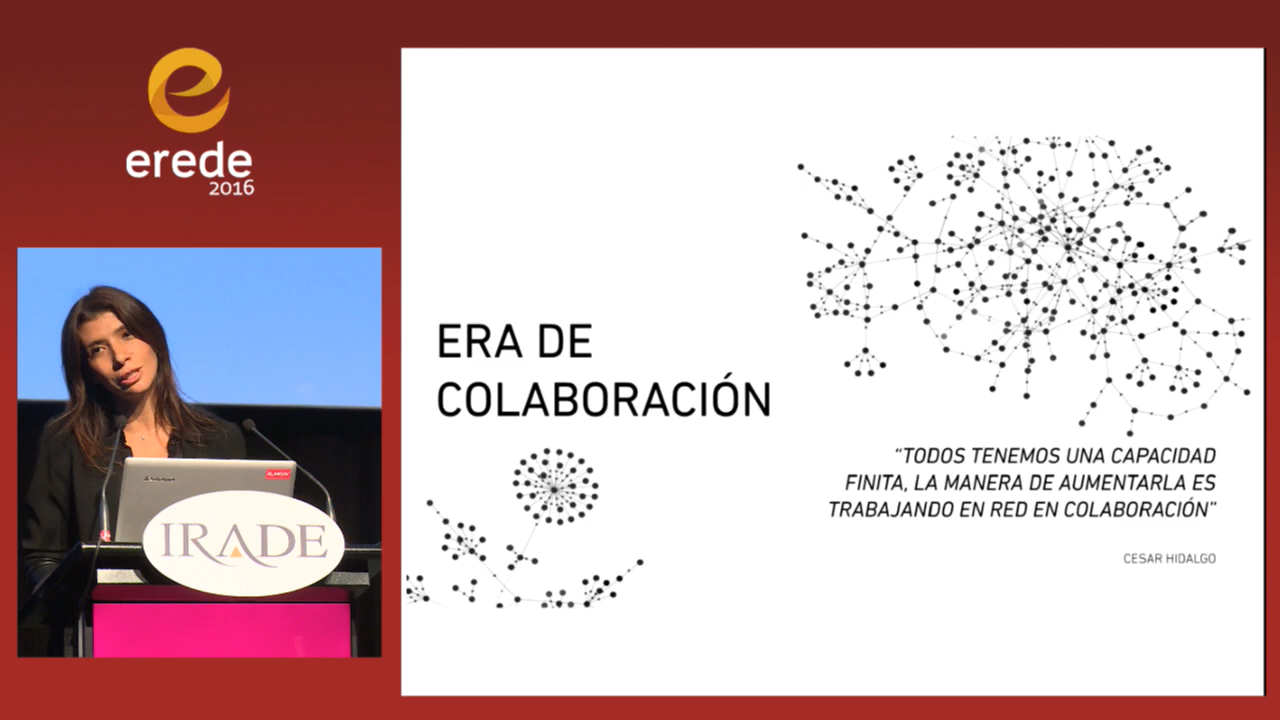 erede
2016
IRADE
ERA DE
COLABORACIÓN
“TODOS TENEMOS UNA CAPACIDAD
FINITA, LA MANERA DE AUMENTARLA ES
TRABAJANDO EN RED EN COLABORACIÓN”
CESAR HIDALGO